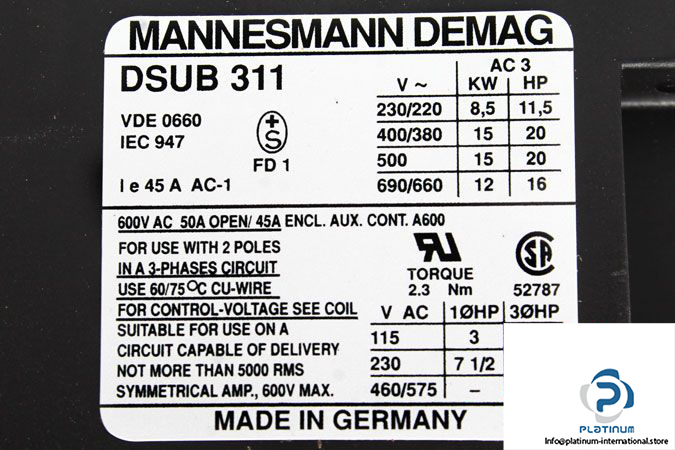 MANNESMANN DEMAG
DSUB 311
VDE 0660
IEC 947
+
S
FD 1
I e 45 A AC-1
AC 3
V ~ KW HP
230/220 8,5 11,5
400/380 15 20
500 15 20
690/660 12 16
600V AC 50A OPEN/ 45A ENCL. AUX. CONT. A600
FOR USE WITH 2 POLES
IN A 3-PHASES CIRCUIT
USE 60/75°C CU-WIRE
FOR CONTROL-VOLTAGE SEE COIL
SUITABLE FOR USE ON A
CIRCUIT CAPABLE OF DELIVERY
NOT MORE THAN 5000 RMS
SYMMETRICAL AMP., 600V MAX.
RU
TORQUE
2.3 Nm
SA
52787
V AC 1ØHP 3ØHP
115 3
230 7 1/2
460/575 –
MADE IN GERMANY
PLATINUM
Info@platinum-international.store